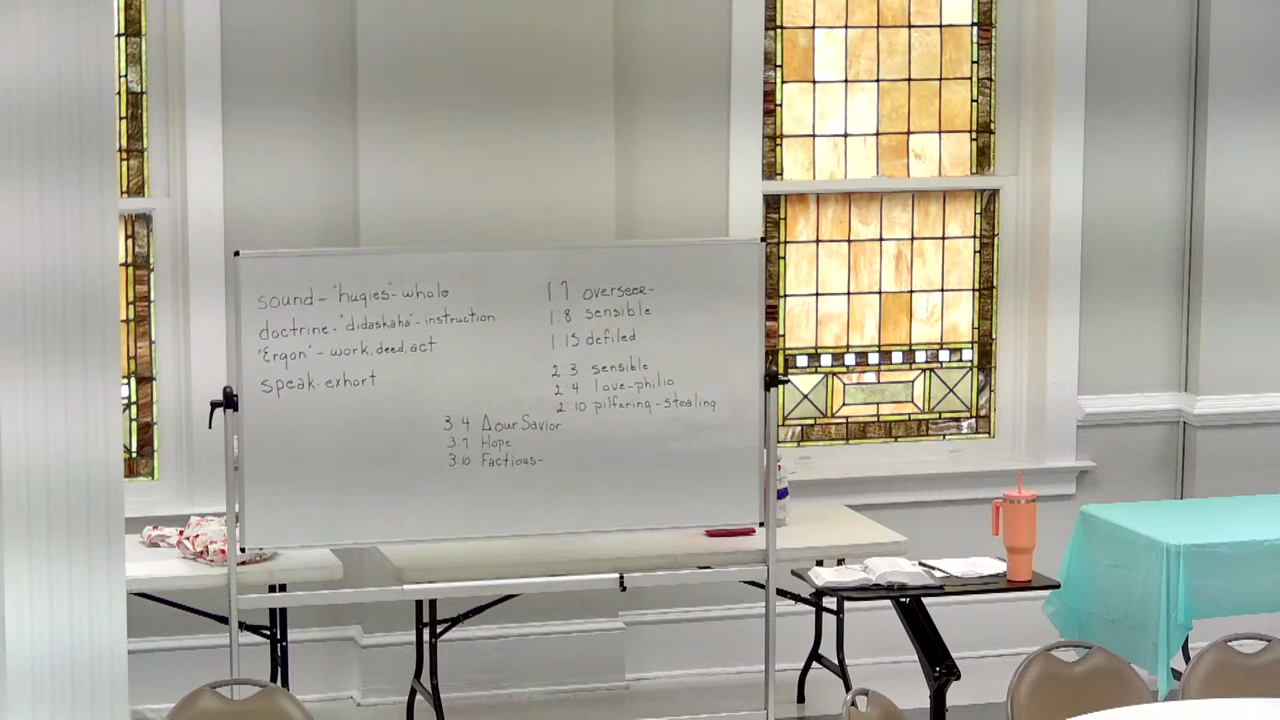 sound - "hugies" - whole
doctrine - "didaskaha" - instruction
"Ergon" - work, deed, act
speak - exhort
1 7 overseer -
1:8 sensible
1:15 defiled
2:3 sensible
2:4 love - philio
2:10 pilfering - stealing
3 4 Δ our Savior
3:7 Hope
3:10 Factious -